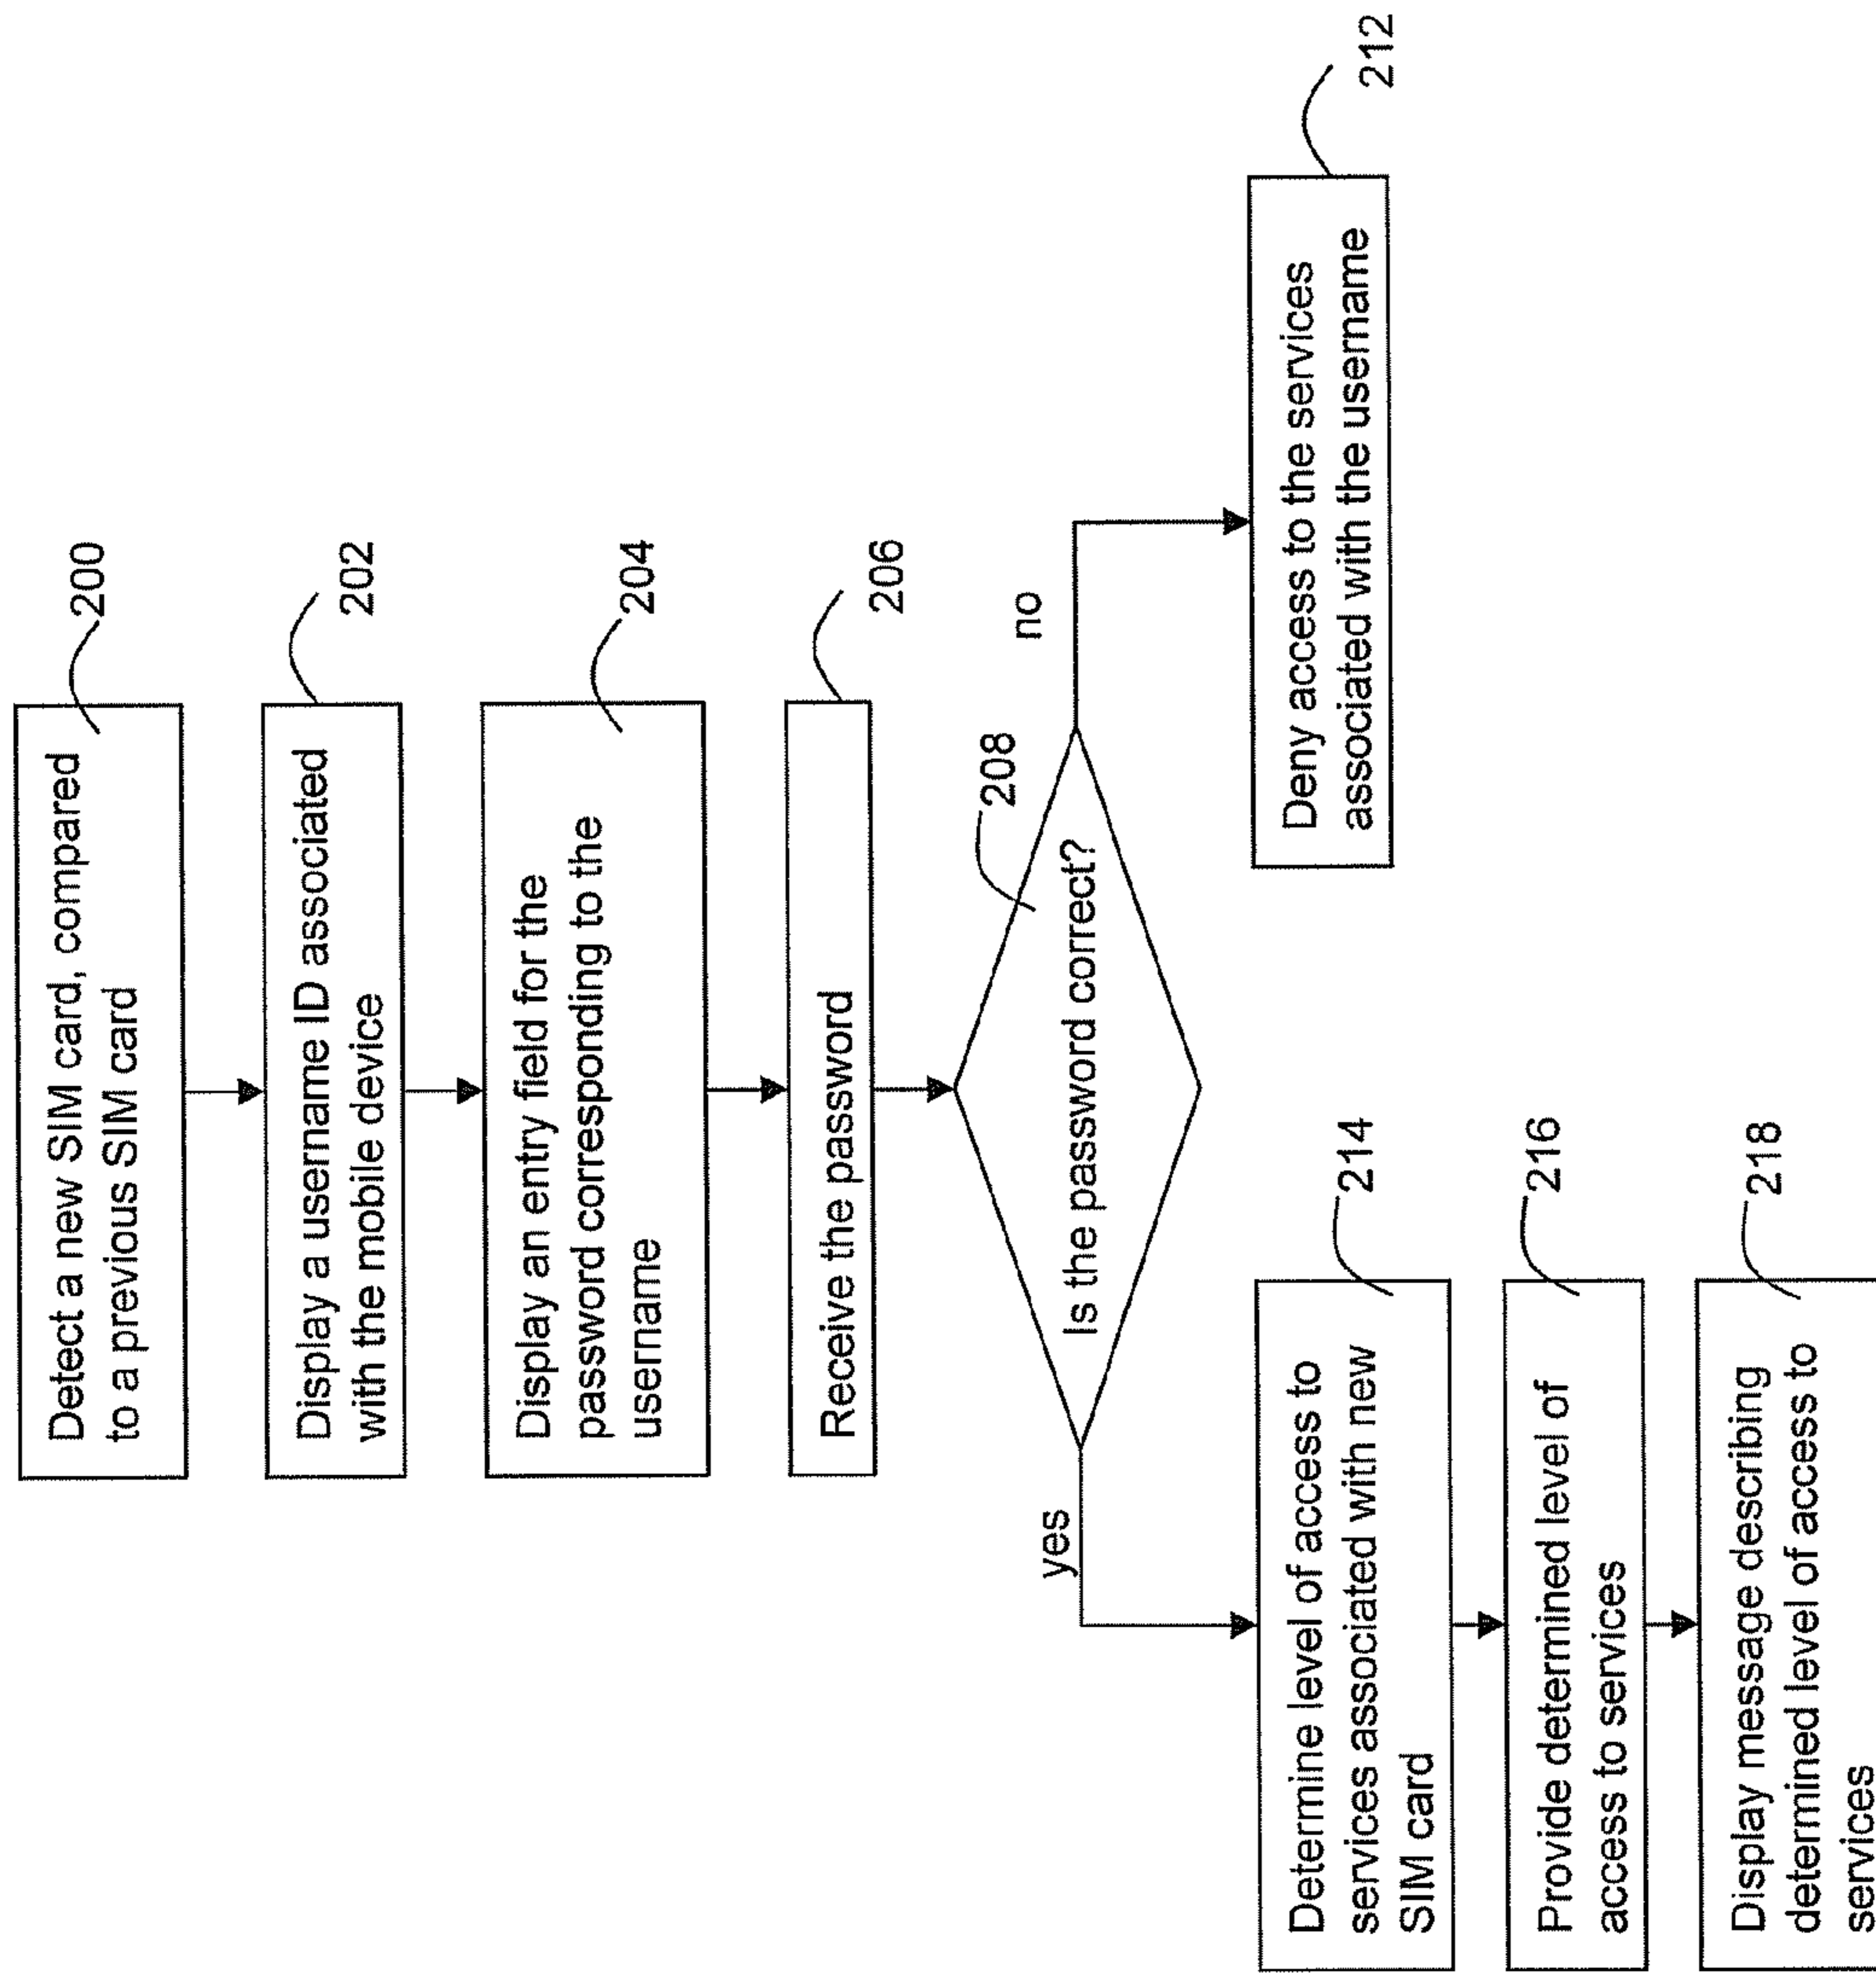 Detect a new SIM card, compared
to a previous SIM card
200
Display a username ID associated
with the mobile device
202
Display an entry field for the
password corresponding to the
username
204
Receive the password
206
Is the password correct?
208
yes
no
Deny access to the services
associated with the username
212
Determine level of access to
services associated with new
SIM card
214
Provide determined level of
access to services
216
Display message describing
determined level of access to
services
218